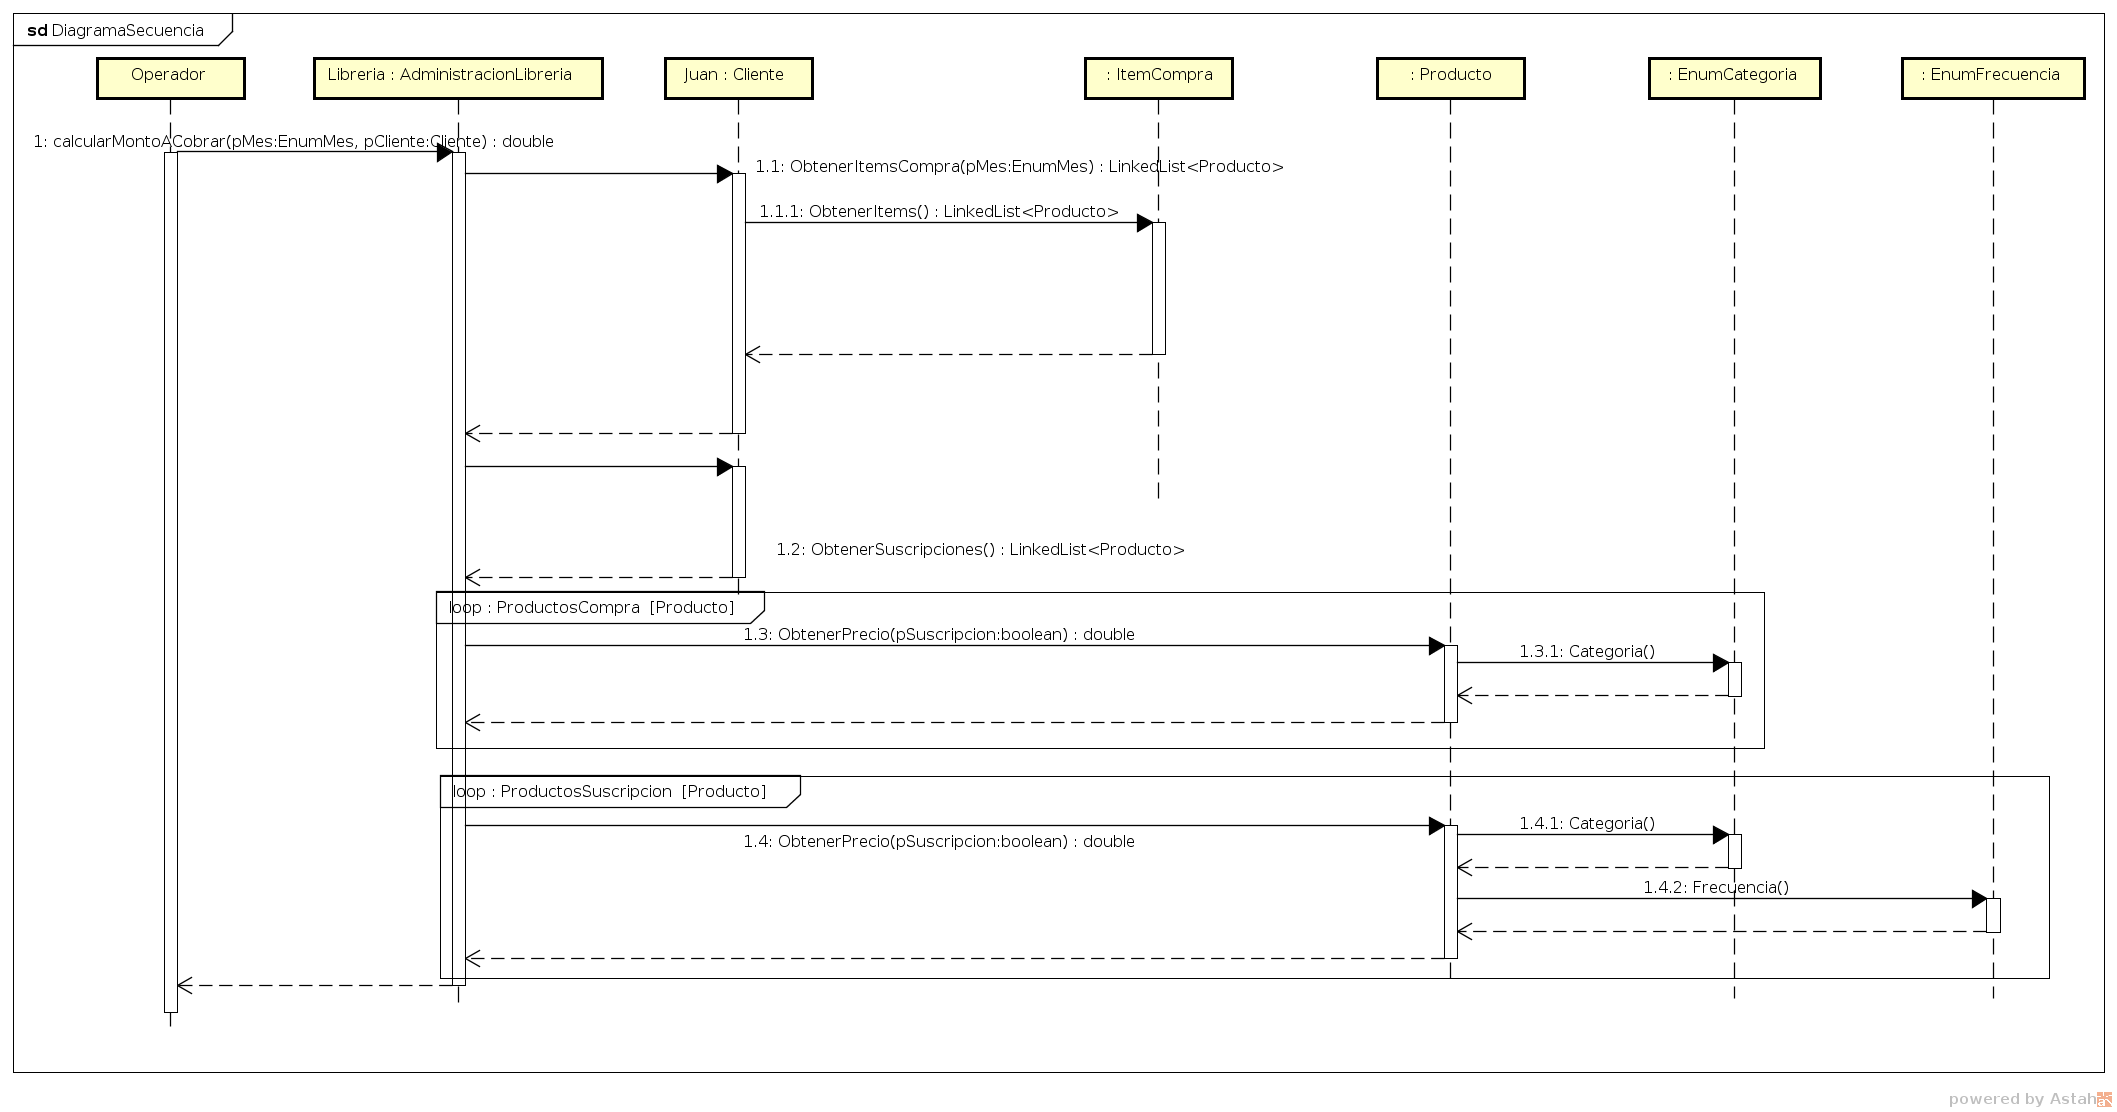 sd DiagramaSecuencia
Operador
Libreria : AdministracionLibreria
Juan : Cliente
: ItemCompra
: Producto
: EnumCategoria
: EnumFrecuencia
1: calcularMontoACobrar(pMes:EnumMes, pCliente:Cliente) : double
1.1: ObtenerItemsCompra(pMes:EnumMes) : LinkedList<Producto>
1.1.1: ObtenerItems() : LinkedList<Producto>
1.2: ObtenerSuscripciones() : LinkedList<Producto>
loop : ProductosCompra [Producto]
1.3: ObtenerPrecio(pSuscripcion:boolean) : double
1.3.1: Categoria()
loop : ProductosSuscripcion [Producto]
1.4: ObtenerPrecio(pSuscripcion:boolean) : double
1.4.1: Categoria()
1.4.2: Frecuencia()
powered by Astah